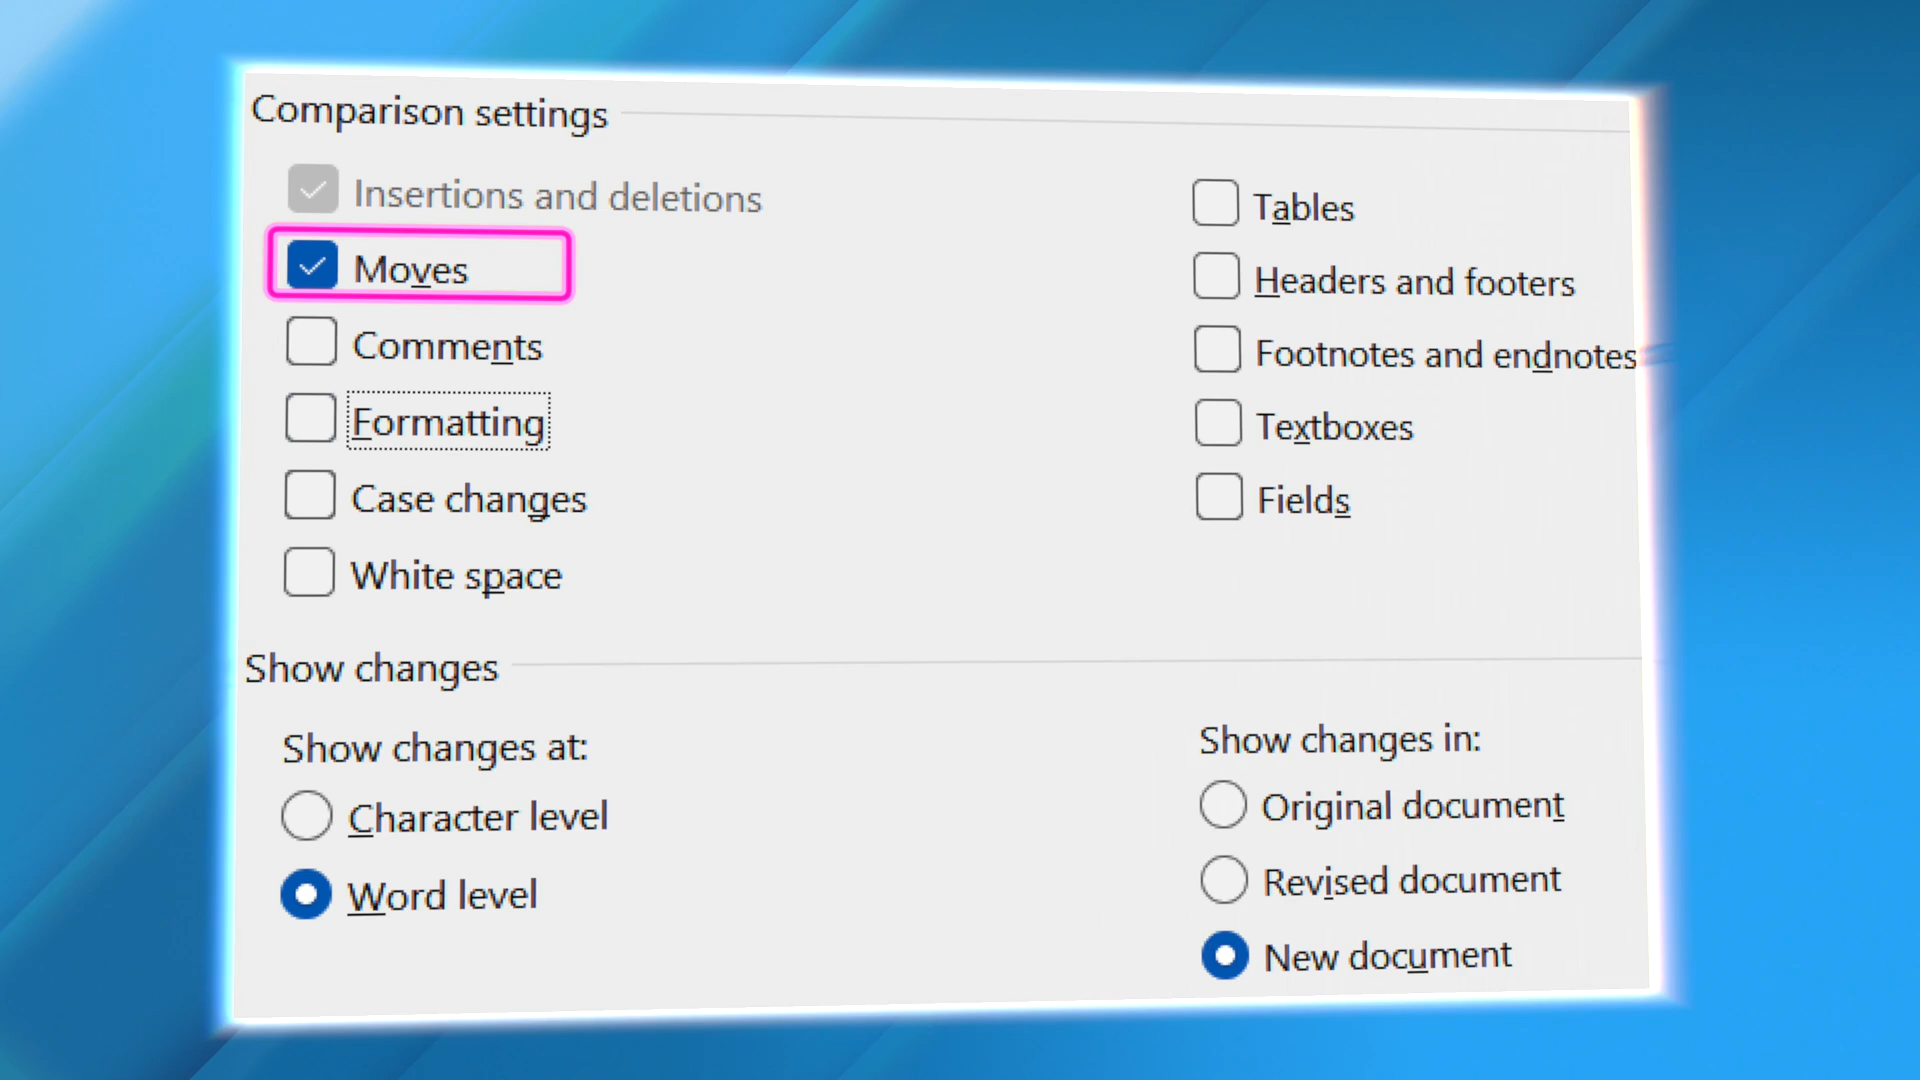 Comparison settings
Insertions and deletions
Moves
Comments
Formatting
Case changes
White space
Tables
Headers and footers
Footnotes and endnotes
Textboxes
Fields
Show changes
Show changes at:
Character level
Word level
Show changes in:
Original document
Revised document
New document